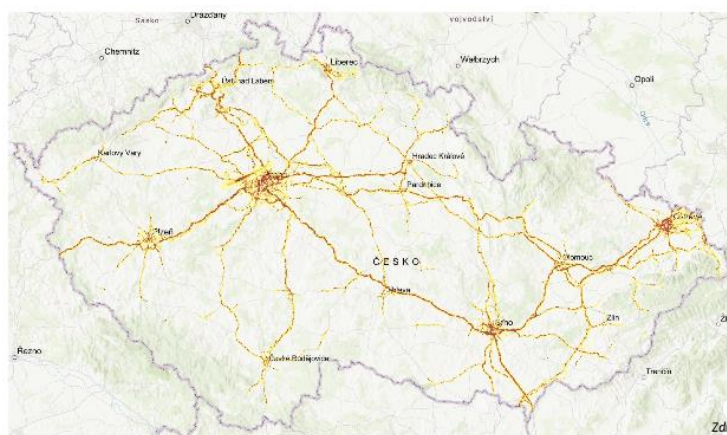 Sasko
Drážďany
vojvodství
Chemnitz
Liberec
Wałbrzych
Ústí nad Labem
Opolí
Karlovy Vary
Hradec Králové
Pardubice
Plzeň
Ostrava
ČESKO
Olomouc
Jihlava
Brno
Zlín
České Budějovice
Řezno
Trenčín